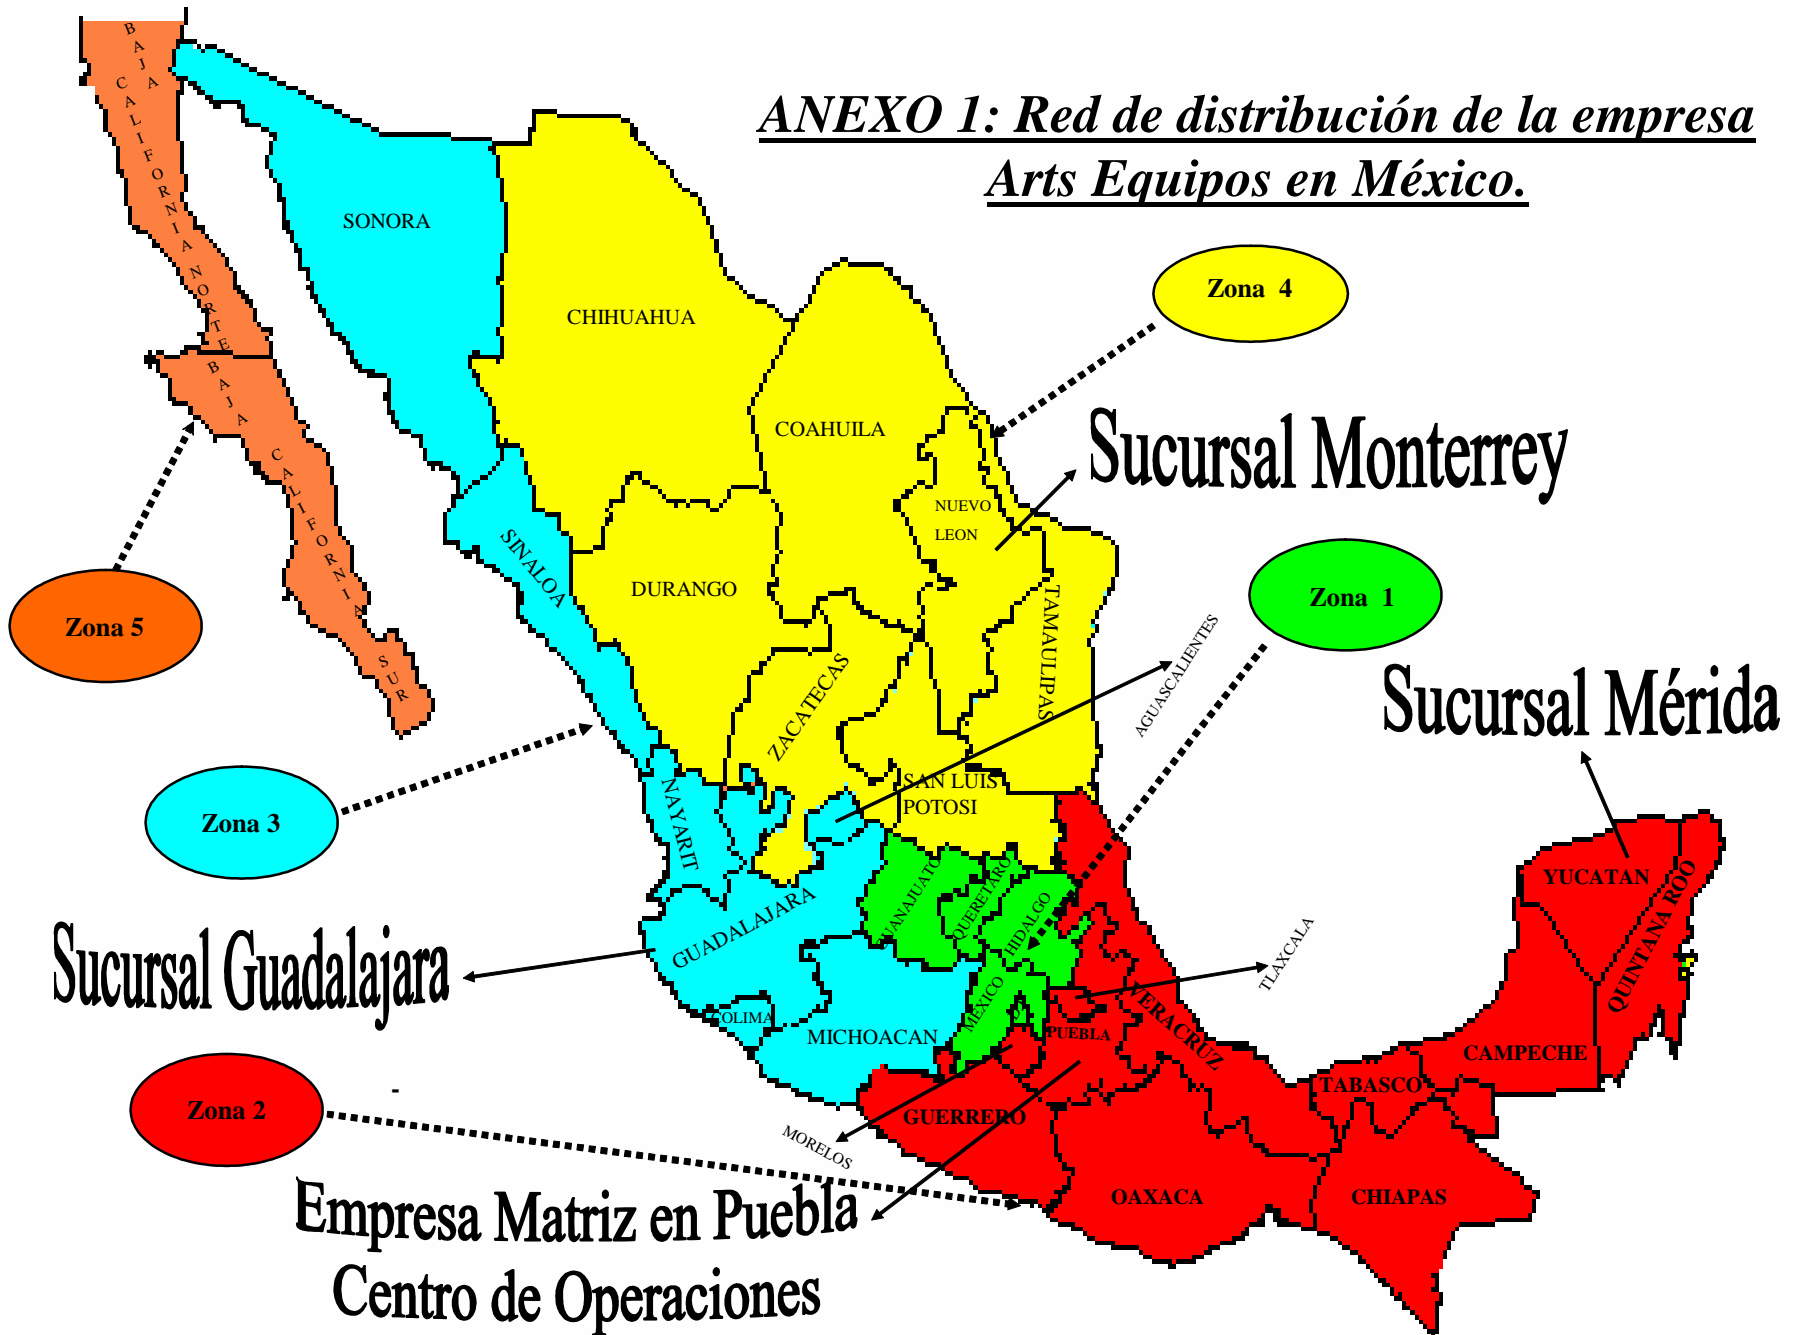 ANEXO 1: Red de distribución de la empresa
Arts Equipos en México.
BAJA
CALIFORNIA NORTE
BAJA
CALIFORNIA
SUR
SONORA
CHIHUAHUA
COAHUILA
NUEVO
LEON
DURANGO
SINALOA
ZACATECAS
TAMAULIPAS
SAN LUIS
POTOSI
NAYARIT
AGUASCALIENTES
GUADALAJARA
COLIMA
MICHOACAN
GUANAJUATO
QUERETARO
HIDALGO
MEXICO
DF
TLAXCALA
PUEBLA
MORELOS
VERACRUZ
GUERRERO
OAXACA
CHIAPAS
TABASCO
CAMPECHE
YUCATAN
QUINTANA ROO
Zona 4
Sucursal Monterrey
Zona 1
Sucursal Mérida
Zona 5
Zona 3
Sucursal Guadalajara
Zona 2
-
Empresa Matriz en Puebla
Centro de Operaciones